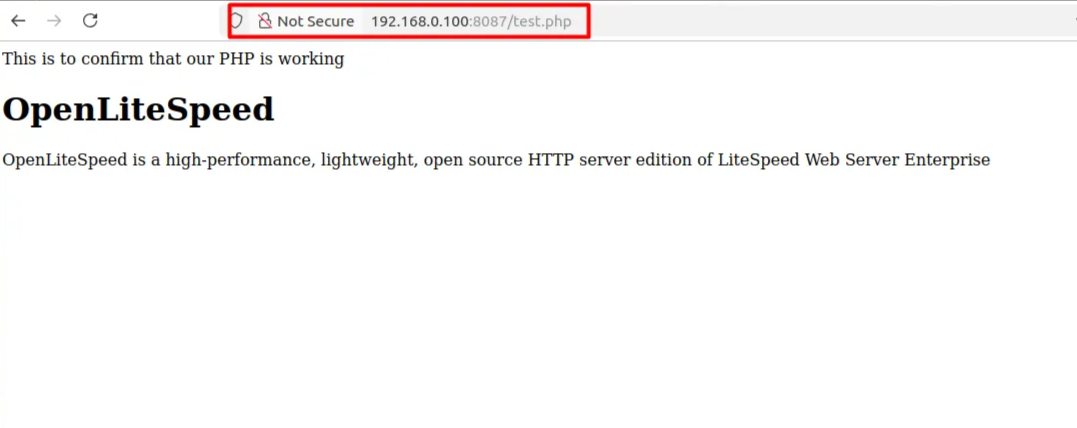 Not Secure 192.168.0.100:8087/test.php
This is to confirm that our PHP is working
OpenLiteSpeed
OpenLiteSpeed is a high-performance, lightweight, open source HTTP server edition of LiteSpeed Web Server Enterprise